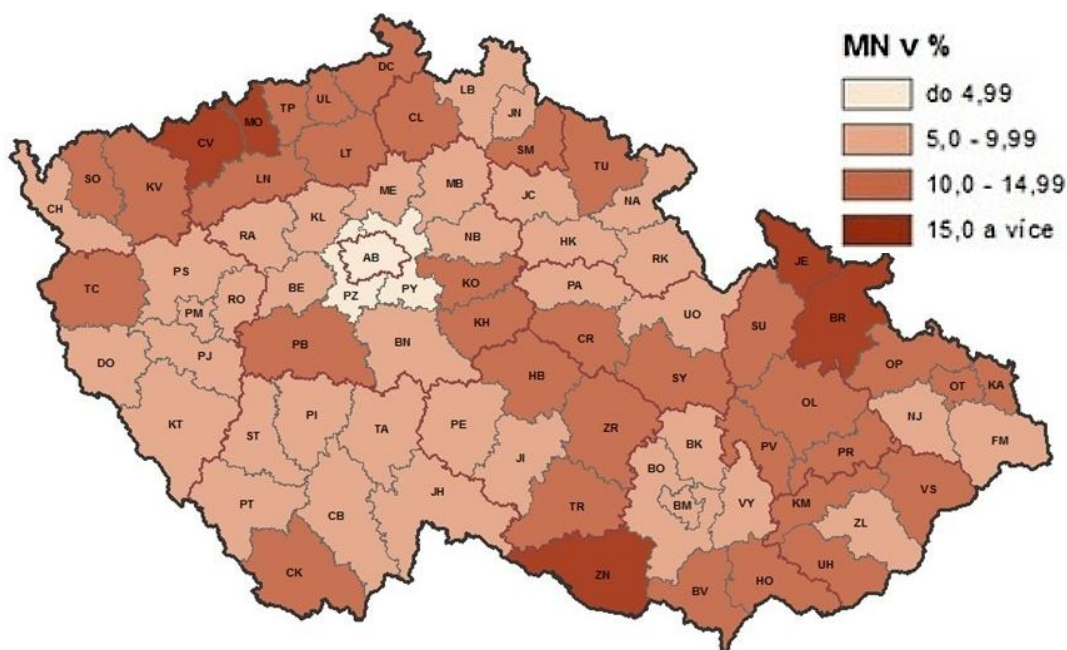 MN v %
do 4,99
5,0 - 9,99
10,0 - 14,99
15,0 a více
DC
LB
UL
TP
JN
MO
CL
CV
SM
LT
TU
SO
KV
LN
ME
MB
JC
NA
CH
KL
RA
NB
HK
AB
RK
JE
PS
KO
TC
BE
PZ
PY
PA
RO
PM
UO
BR
KH
SU
CR
PB
BN
PJ
DO
OP
HB
SY
OT
KA
OL
PI
NJ
KT
PE
ST
TA
ZR
FM
BK
PV
PR
JI
BO
JH
VS
PT
TR
BM
VY
KM
CB
ZL
UH
CK
ZN
HO
BV